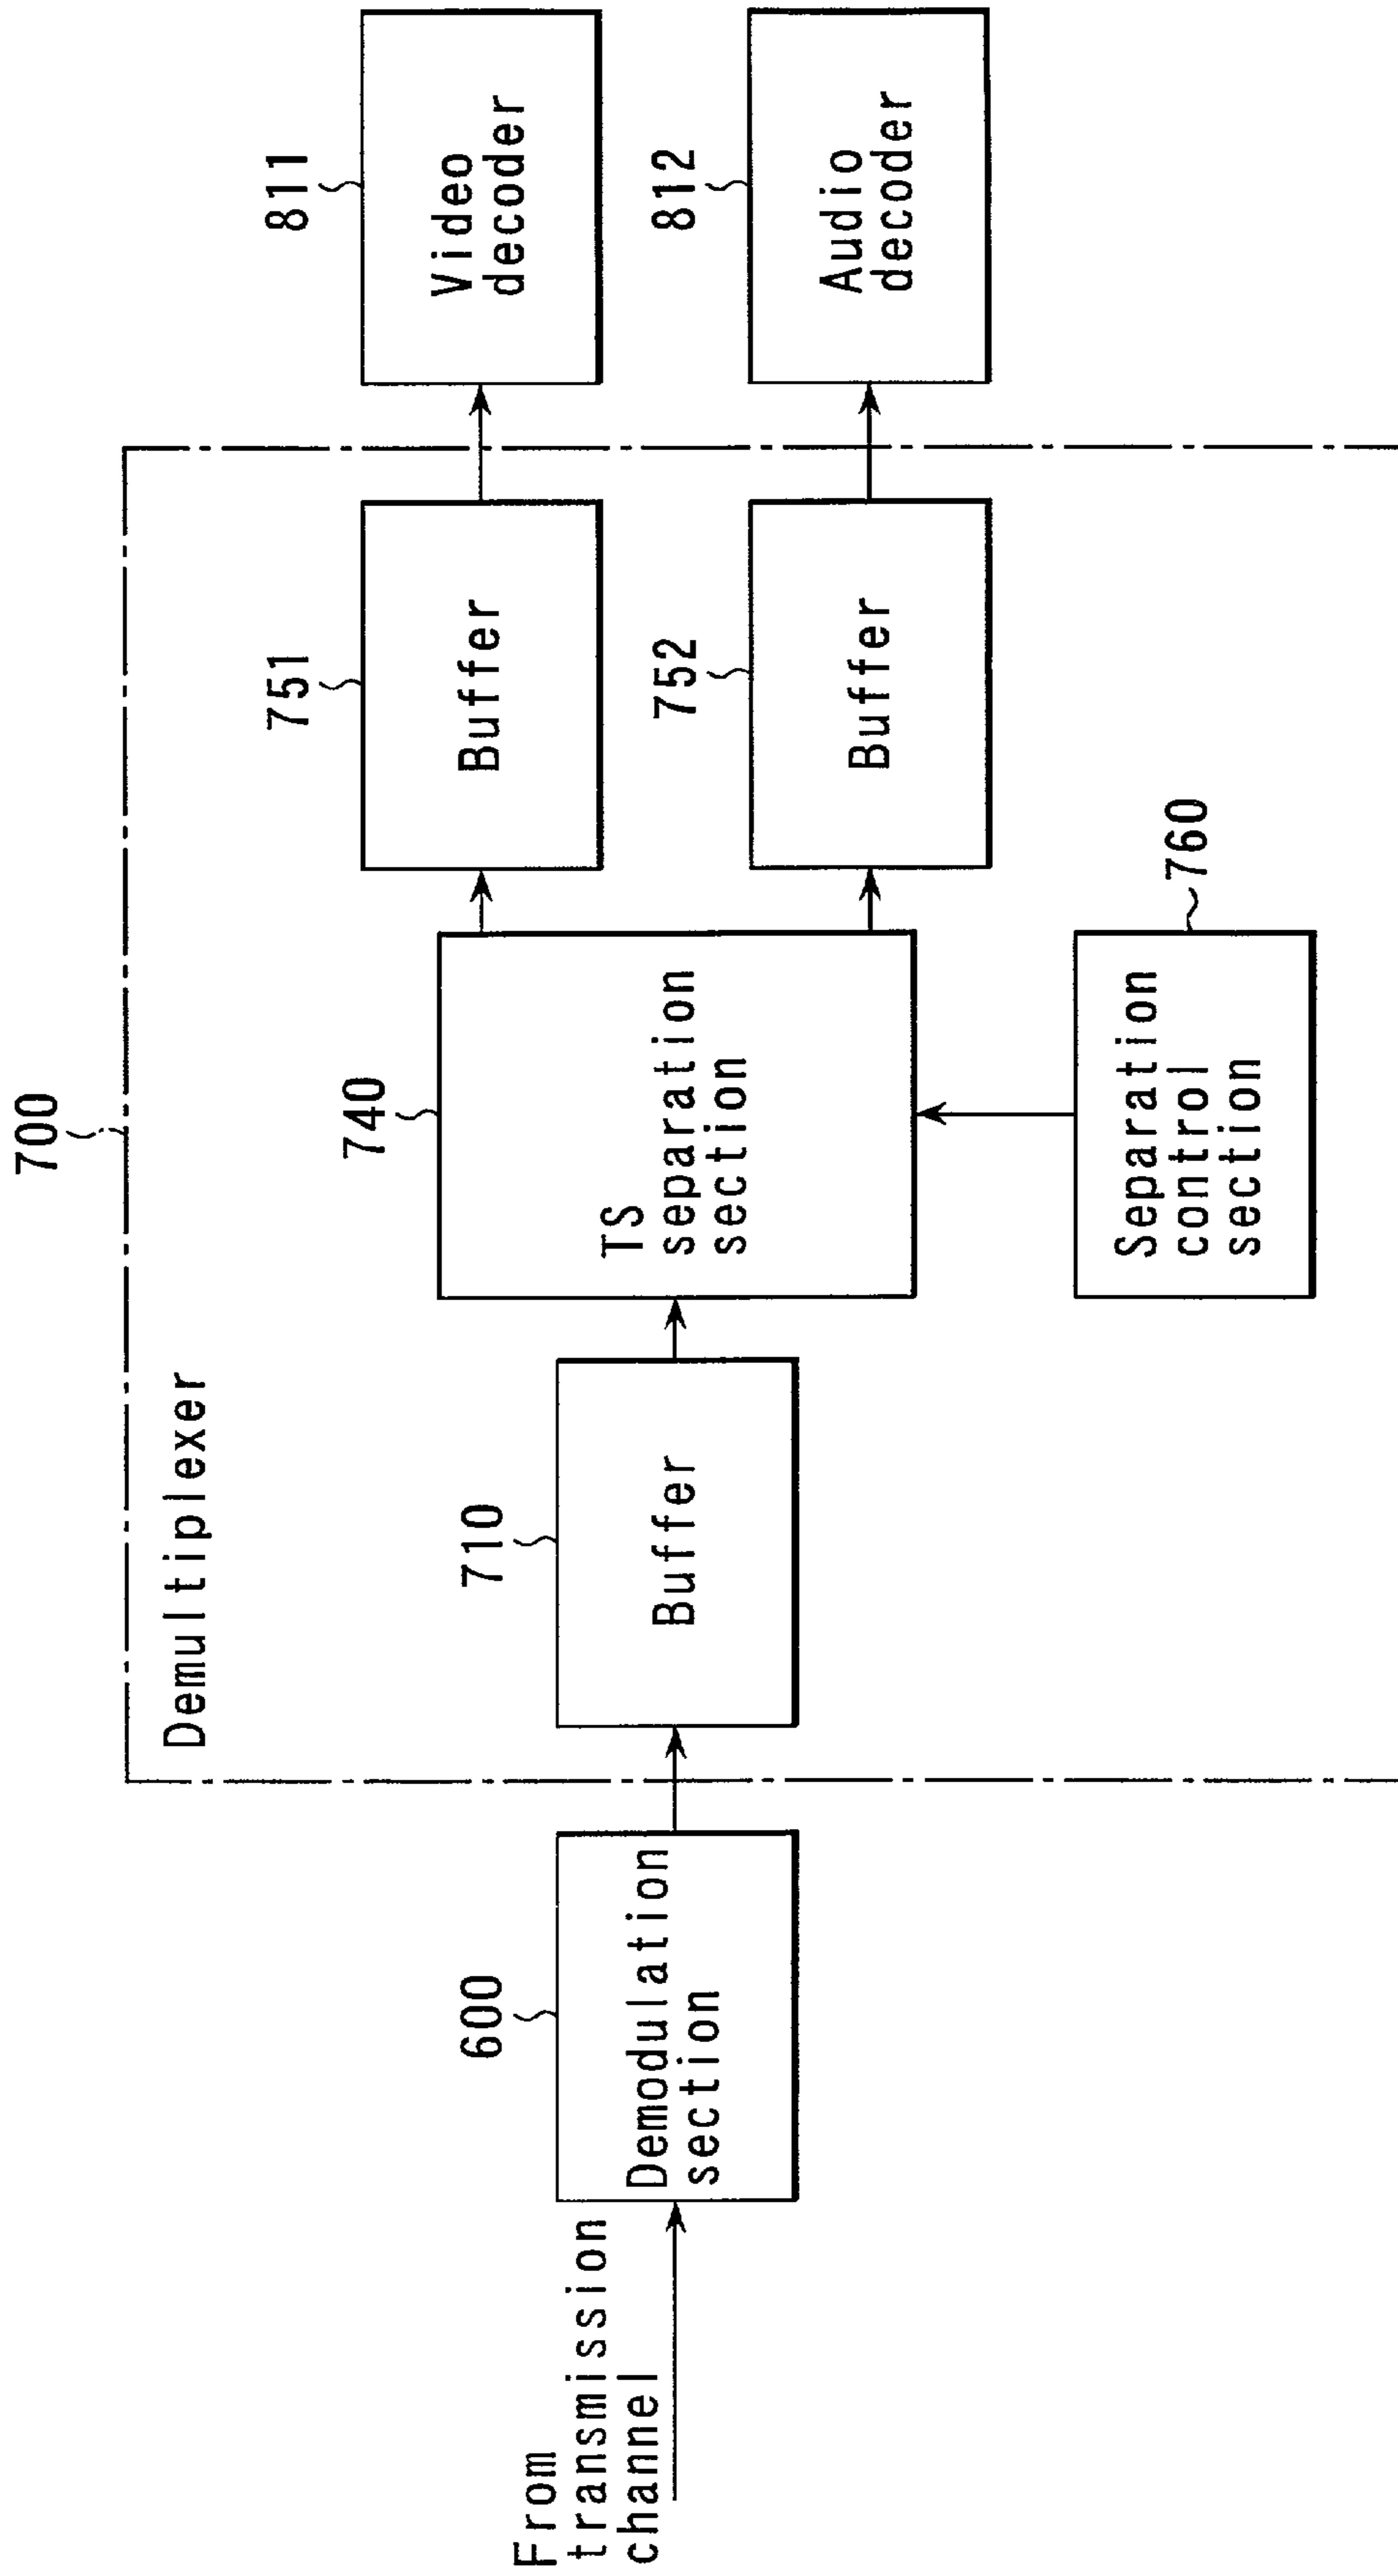 700
Demultiplexer
From
transmission
channel
600
Demodulation
section
710
Buffer
740
TS
separation
section
760
Separation
control
section
751
Buffer
752
Buffer
811
Video
decoder
812
Audio
decoder